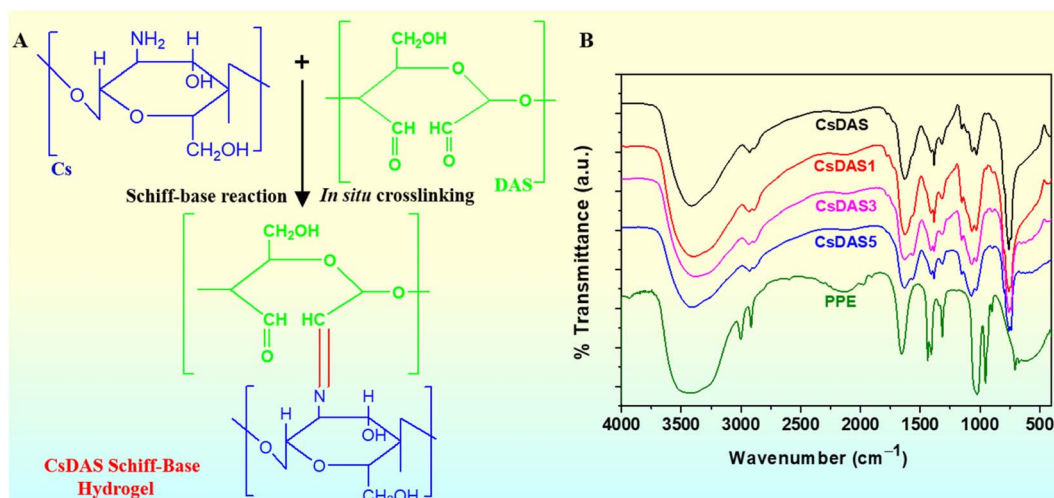 A
NH₂
H
H
OH
O
O
CH₂OH
Cs
+
CH₂OH
O
O
CH
HC
O
O
DAS
Schiff-base reaction
In situ crosslinking
CH₂OH
O
O
CH
HC
O
N
H
H
OH
O
O
CH₂OH
CsDAS Schiff-Base
Hydrogel
B
% Transmittance (a.u.)
CsDAS
CsDAS1
CsDAS3
CsDAS5
PPE
4000 3500 3000 2500 2000 1500 1000 500
Wavenumber (cm⁻¹)